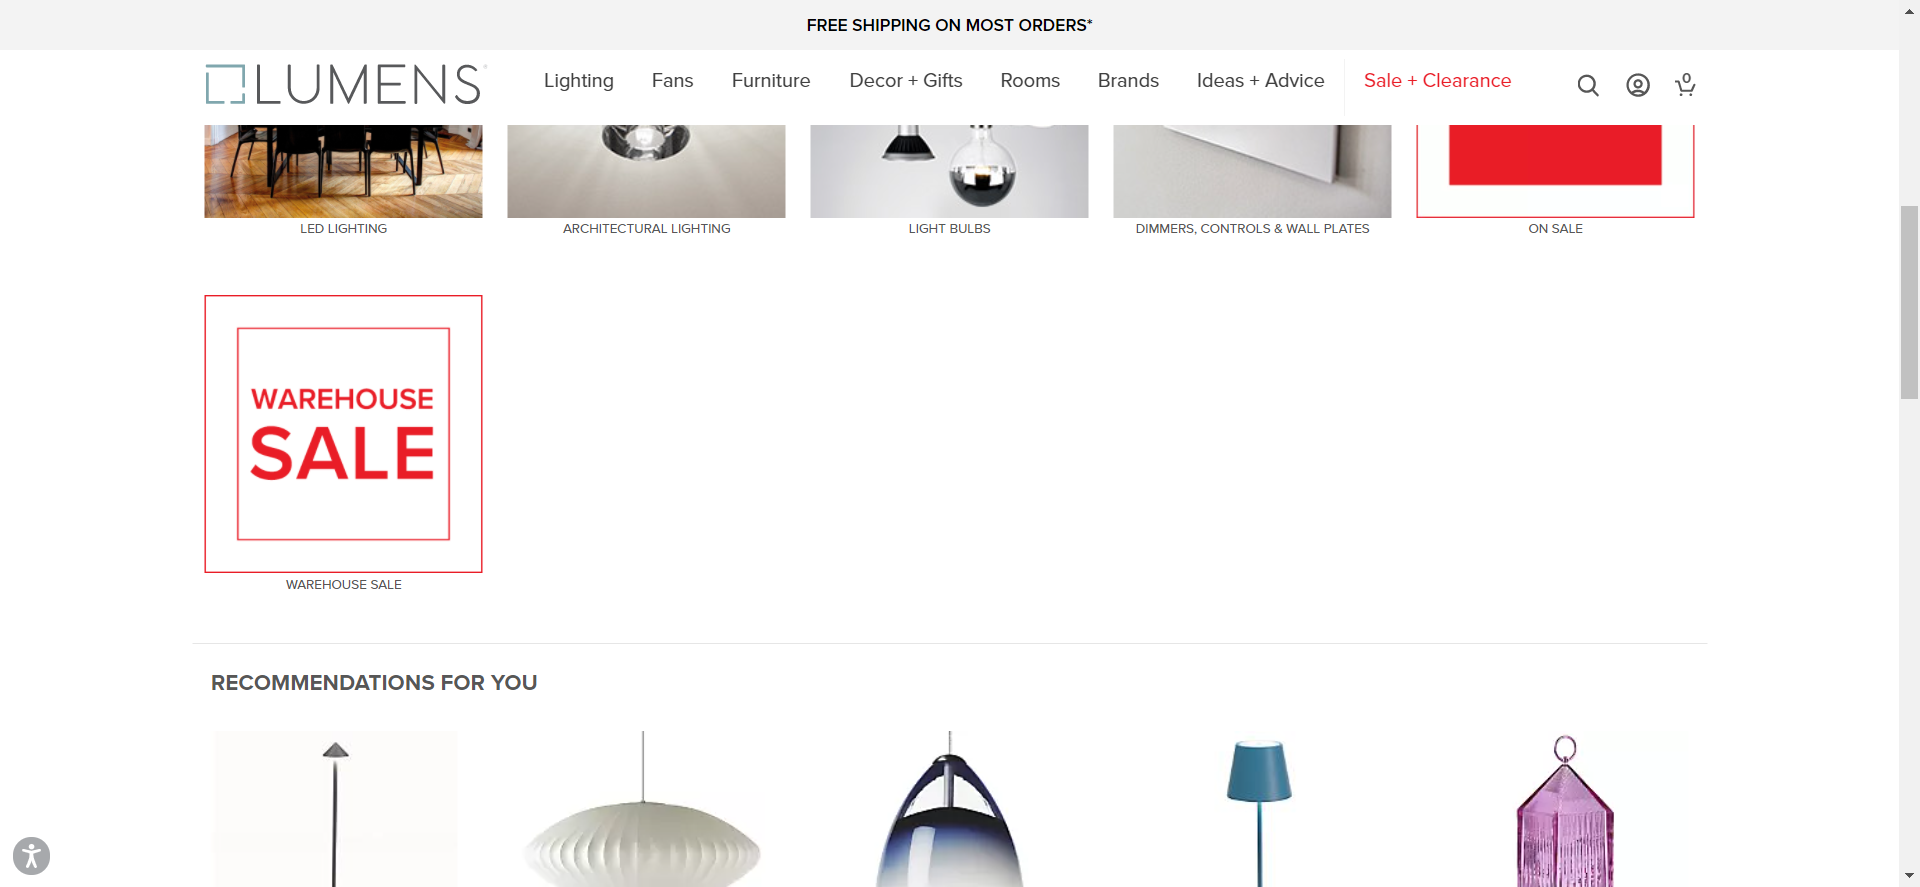 FREE SHIPPING ON MOST ORDERS*
LUMENS
Lighting
Fans
Furniture
Decor + Gifts
Rooms
Brands
Ideas + Advice
Sale + Clearance
0
LED LIGHTING
ARCHITECTURAL LIGHTING
LIGHT BULBS
DIMMERS, CONTROLS & WALL PLATES
ON SALE
WAREHOUSE
SALE
WAREHOUSE SALE
RECOMMENDATIONS FOR YOU